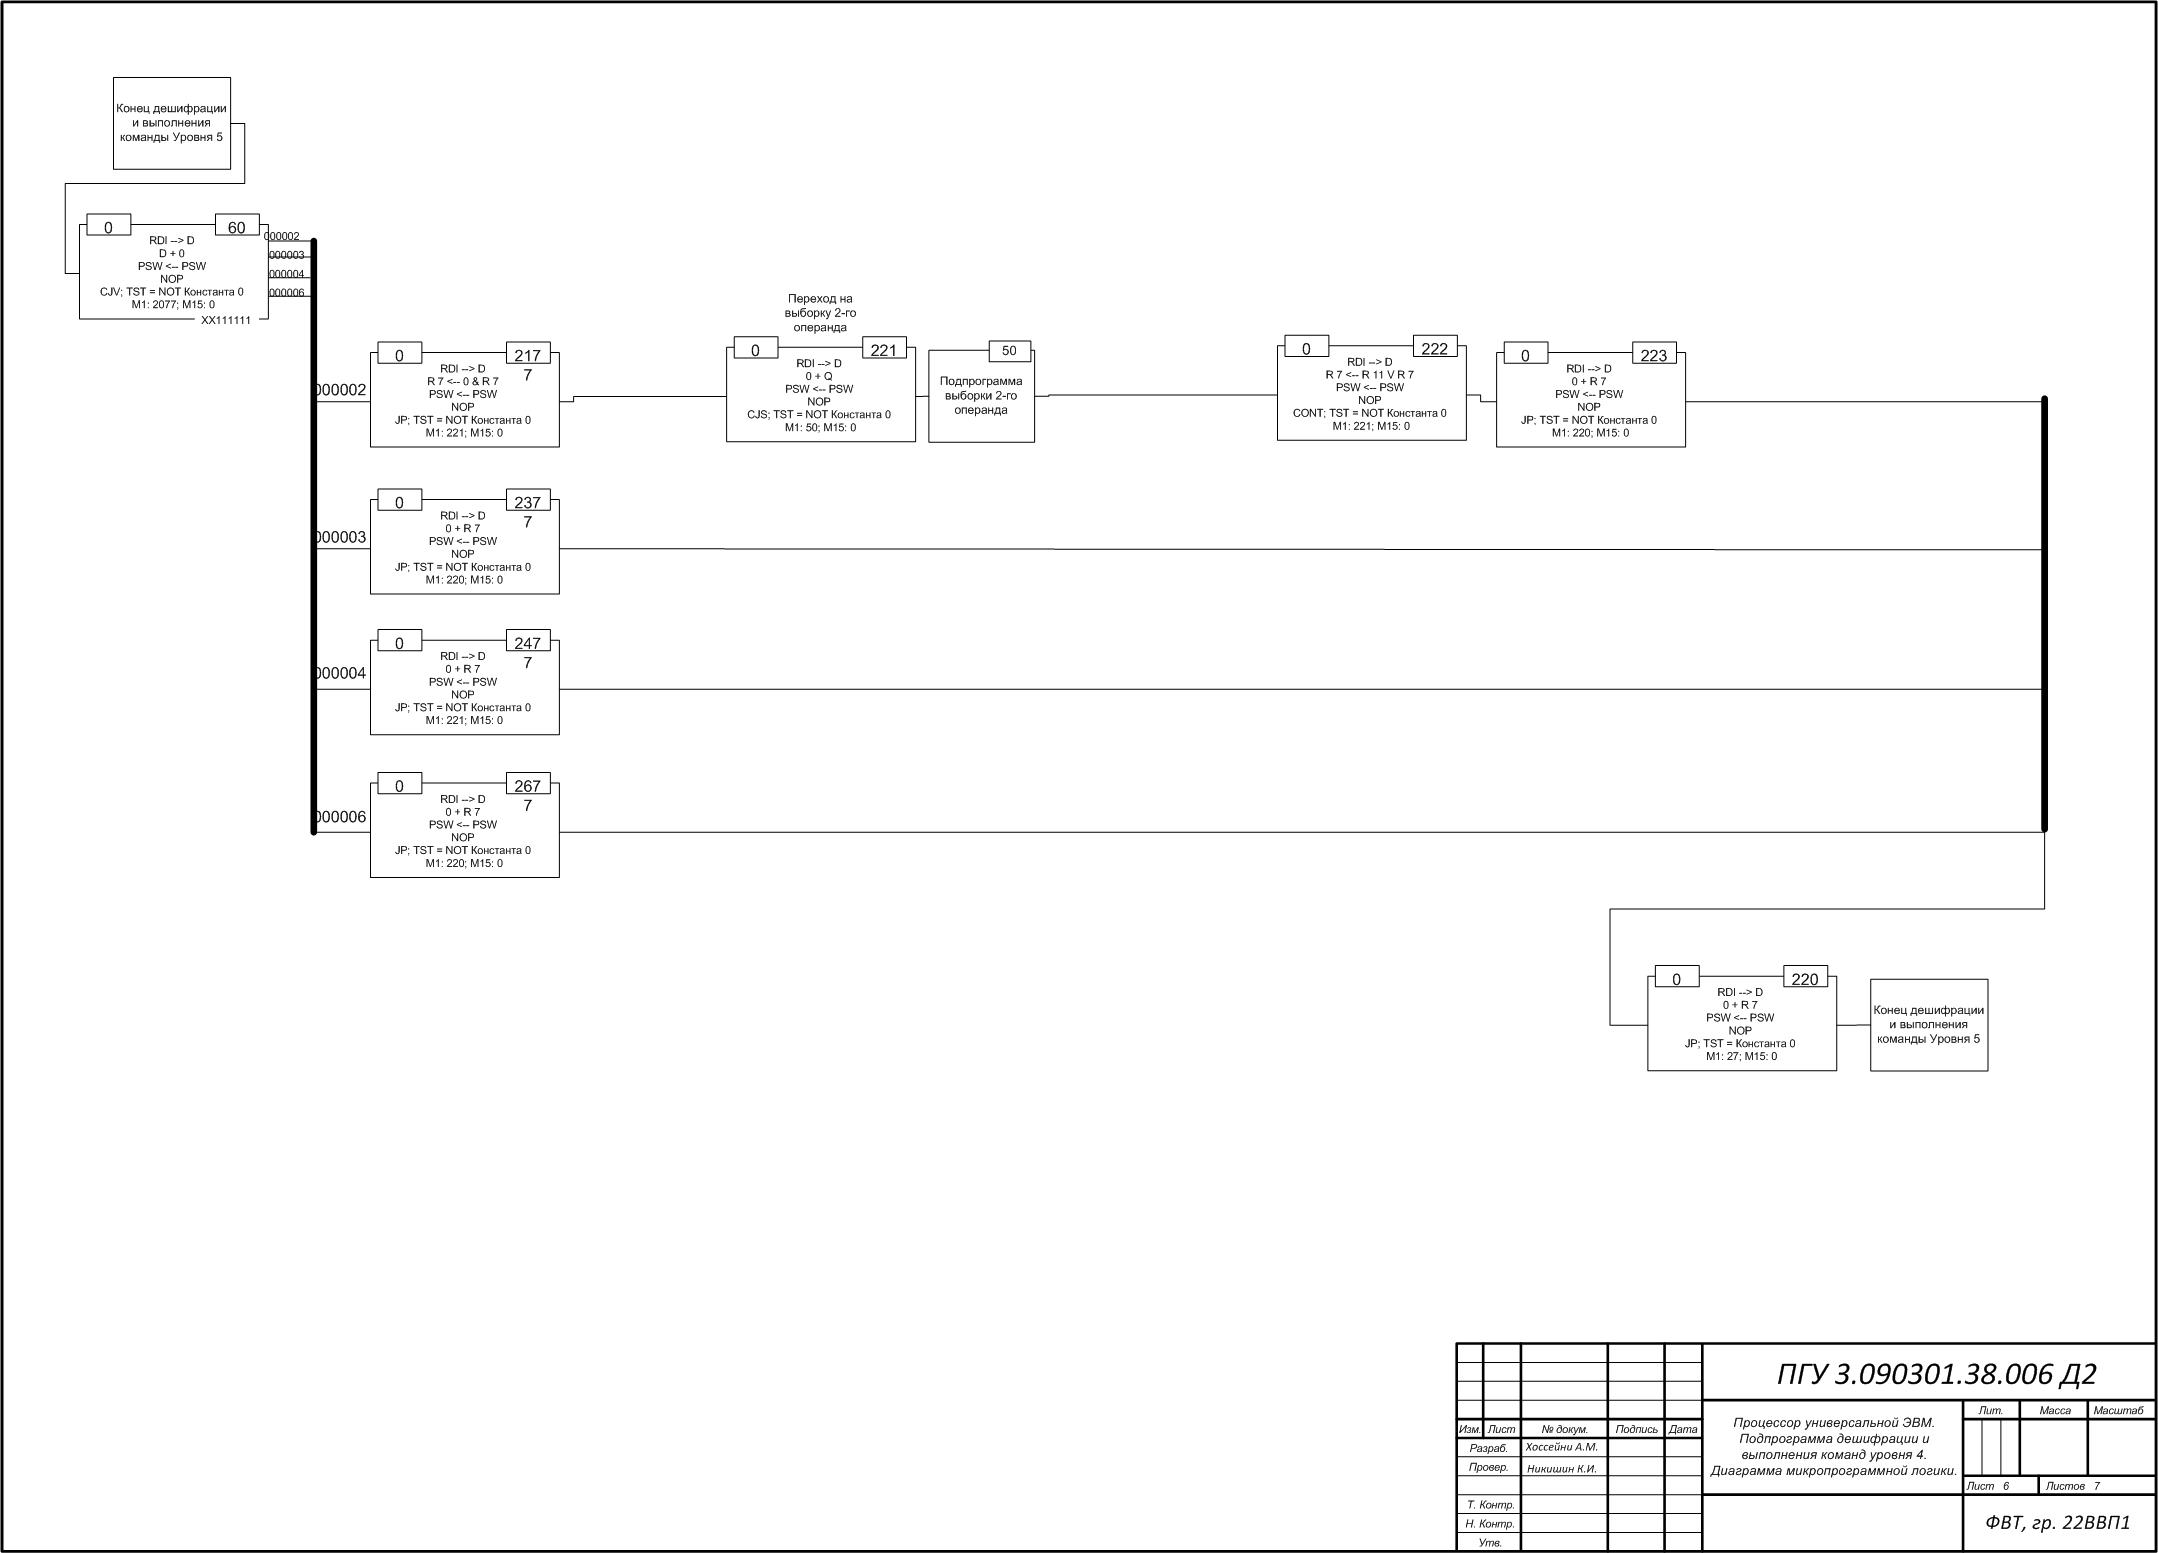 Конец дешифрации
и выполнения
команды Уровня 5
0
60
RDI --> D
D + 0
PSW <-- PSW
NOP
CJV; TST = NOT Константа 0
M1: 2077; M15: 0
XX111111
000002
000003
000004
000006
000002
0
217
7
RDI --> D
R 7 <-- 0 & R 7
PSW <-- PSW
NOP
JP; TST = NOT Константа 0
M1: 221; M15: 0
Переход на
выборку 2-го
операнда
0
221
RDI --> D
0 + Q
PSW <-- PSW
NOP
CJS; TST = NOT Константа 0
M1: 50; M15: 0
50
Подпрограмма
выборки 2-го
операнда
0
222
RDI --> D
R 7 <-- R 11 V R 7
PSW <-- PSW
NOP
CONT; TST = NOT Константа 0
M1: 221; M15: 0
0
223
RDI --> D
0 + R 7
PSW <-- PSW
NOP
JP; TST = NOT Константа 0
M1: 220; M15: 0
000003
0
237
7
RDI --> D
0 + R 7
PSW <-- PSW
NOP
JP; TST = NOT Константа 0
M1: 220; M15: 0
000004
0
247
7
RDI --> D
0 + R 7
PSW <-- PSW
NOP
JP; TST = NOT Константа 0
M1: 221; M15: 0
000006
0
267
7
RDI --> D
0 + R 7
PSW <-- PSW
NOP
JP; TST = NOT Константа 0
M1: 220; M15: 0
0
220
RDI --> D
0 + R 7
PSW <-- PSW
NOP
JP; TST = Константа 0
M1: 27; M15: 0
Конец дешифрации
и выполнения
команды Уровня 5
ПГУ 3.090301.38.006 Д2
Изм. Лист № докум. Подпись Дата
Разраб. Хоссейни А.М.
Провер. Никишин К.И.
Т. Контр.
Н. Контр.
Утв.
Процессор универсальной ЭВМ.
Подпрограмма дешифрации и
выполнения команд уровня 4.
Диаграмма микропрограммной логики.
Лит. Масса Масштаб
Лист 6 Листов 7
ФВТ, гр. 22ВВП1